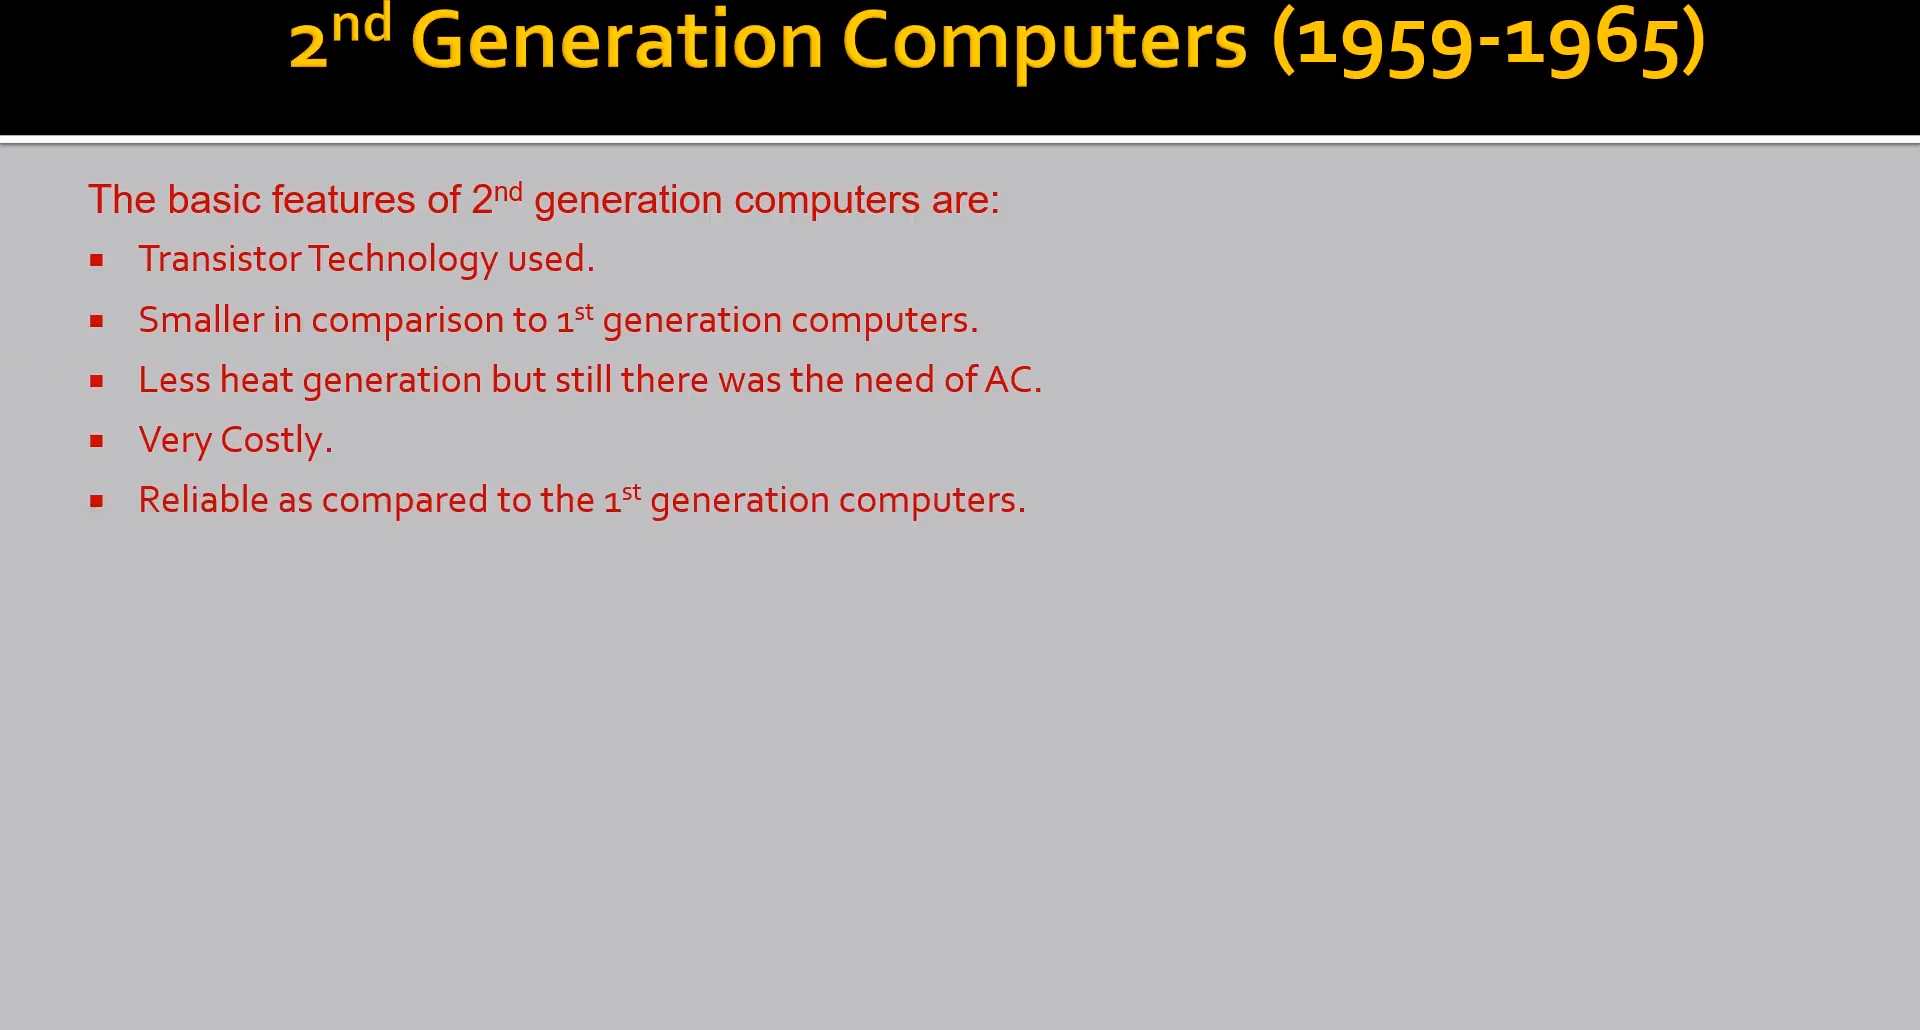 2nd Generation Computers (1959-1965)
The basic features of 2nd generation computers are:
▪ Transistor Technology used.
▪ Smaller in comparison to 1st generation computers.
▪ Less heat generation but still there was the need of AC.
▪ Very Costly.
▪ Reliable as compared to the 1st generation computers.